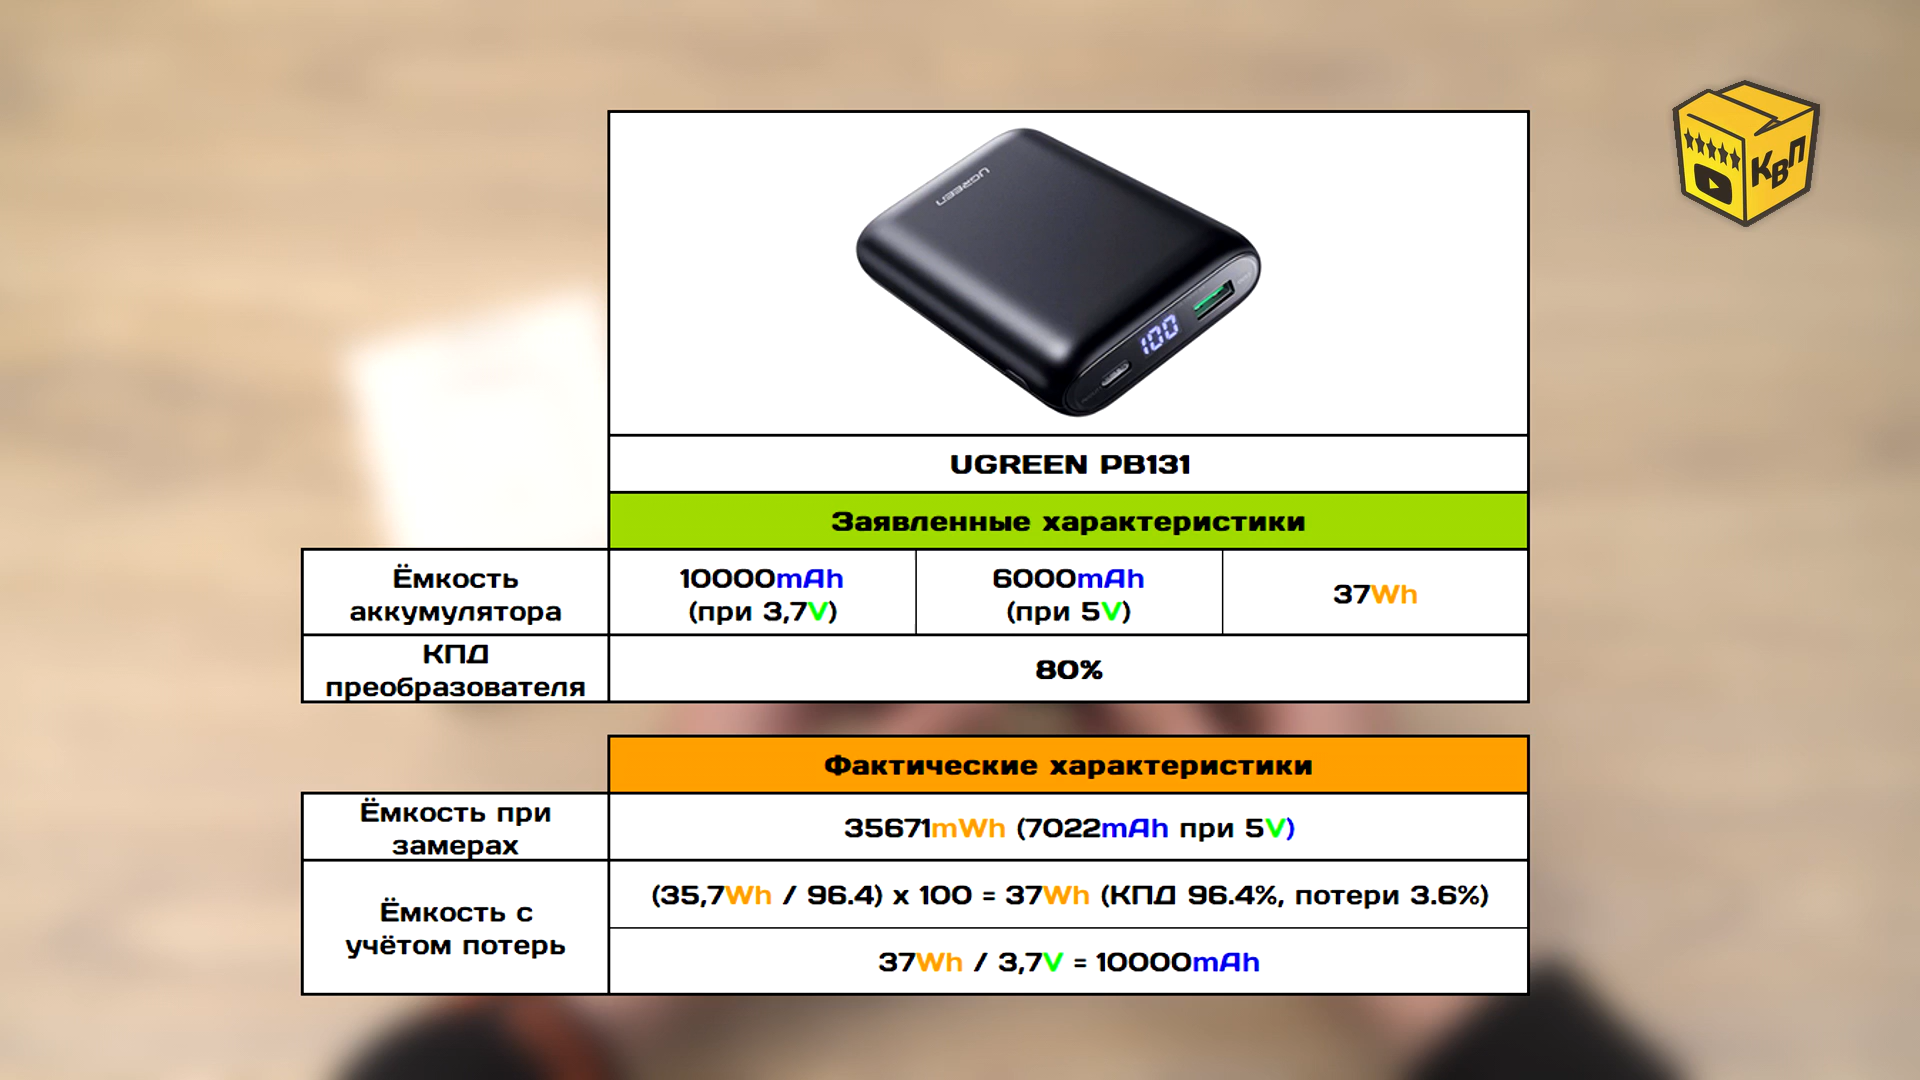 UGREEN
100
КВП
UGREEN PB131
Заявленные характеристики
Ёмкость
аккумулятора
10000mAh
(при 3,7V)
6000mAh
(при 5V)
37Wh
КПД
преобразователя
80%
Фактические характеристики
Ёмкость при
замерах
35671mWh (7022mAh при 5V)
Ёмкость с
учётом потерь
(35,7Wh / 96.4) x 100 = 37Wh (КПД 96.4%, потери 3.6%)
37Wh / 3,7V = 10000mAh